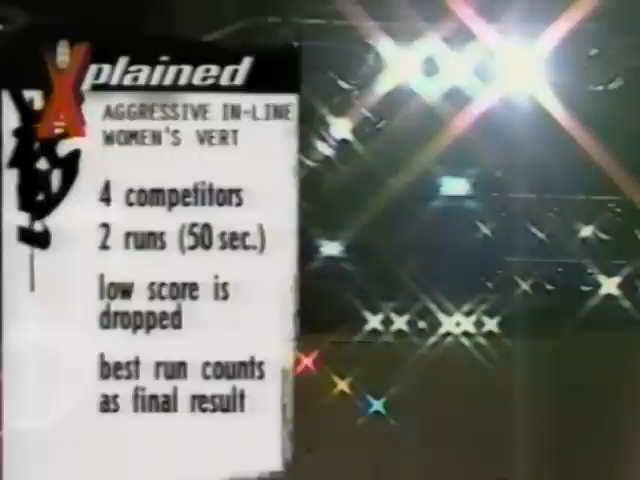 Xplained
AGGRESSIVE IN-LINE
WOMEN'S VERT
4 competitors
2 runs (50 sec.)
low score is
dropped
best run counts
as final result